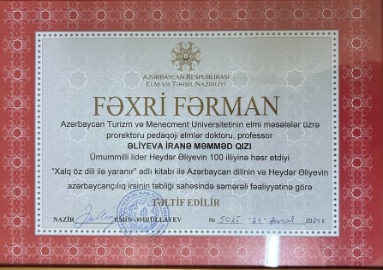 AZƏRBAYCAN RESPUBLİKASI
ELM VƏ TƏHSİL NAZİRLİYİ
FƏXRİ FƏRMAN
Azərbaycan Turizm və Menecment Universitetinin elmi məsələlər üzrə
prorektoru pedaqoji elmlər doktoru, professor
ƏLİYEVA İRANƏ MƏMMƏD QIZI
Ümummilli lider Heydər Əliyevin 100 illiyinə həsr etdiyi
“Xalq öz dili ilə yaranır” adlı kitabı ilə Azərbaycan dilinin və Heydər Əliyevin
azərbaycançılıq irsinin təbliği sahəsində səmərəli fəaliyyətinə görə
TƏLTİF EDİLİR
NAZİR EMİN ƏMRULLAYEV № 5015 2024